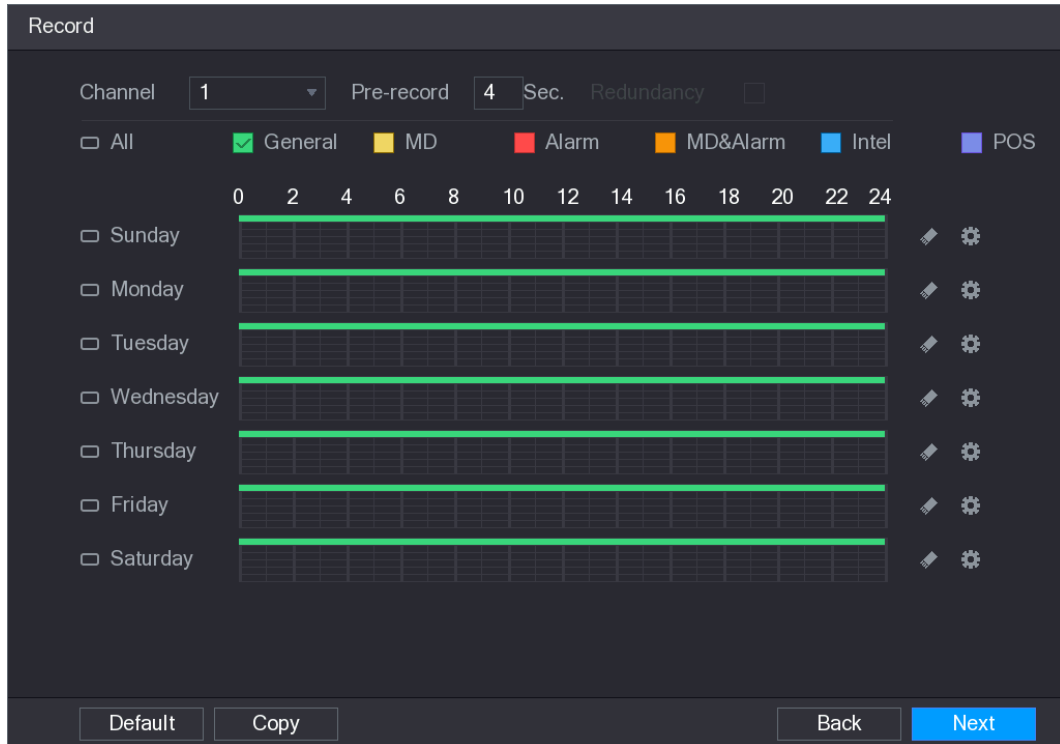 Record
Channel 1 Pre-record 4 Sec. Redundancy
All General MD Alarm MD&Alarm Intel POS
0 2 4 6 8 10 12 14 16 18 20 22 24
Sunday
Monday
Tuesday
Wednesday
Thursday
Friday
Saturday
Default Copy Back Next